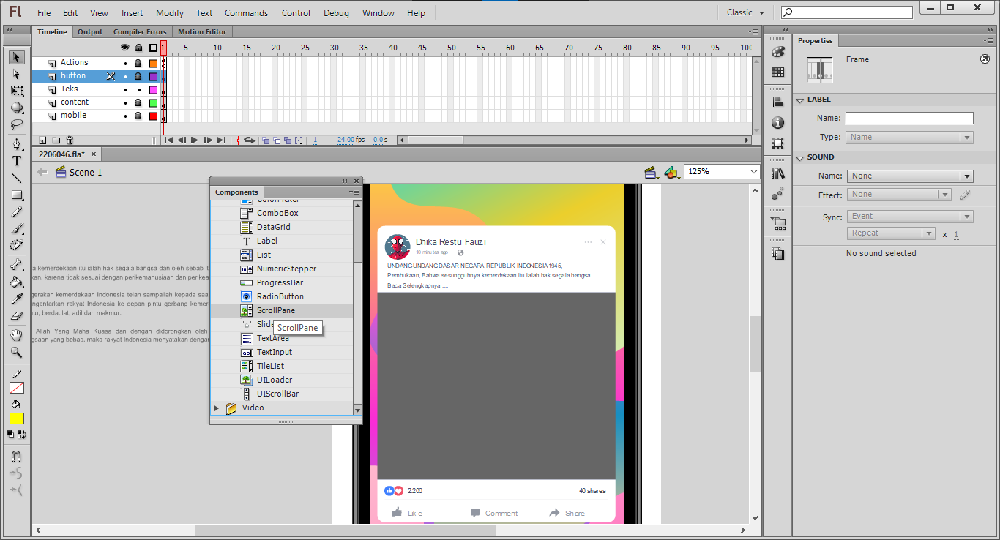 Fl File Edit View Insert Modify Text Commands Control Debug Window Help Classic
Timeline Output Compiler Errors Motion Editor
1 5 10 15 20 25 30 35 40 45 50 55 60 65 70 75 80 85 90 95 100
Actions
button
Teks
content
mobile
1 24.00 fps 0.0 s
2206046.fla*
Scene 1
125%
Components
ComboBox
DataGrid
Label
List
NumericStepper
ProgressBar
RadioButton
ScrollPane
Slide
ScrollPane
TextArea
TextInput
TileList
UILoader
UIScrollBar
Video
a kemerdekaan itu ialah hak segala bangsa dan oleh sebab it
kan, karena tidak sesuai dengan perikemanusiaan dan perikea
gerakan kemerdekaan Indonesia telah sampailah kepada saat
ngantarkan rakyat Indonesia ke depan pintu gerbang kemer
tu, berdaulat, adil dan makmur.
Allah Yang Maha Kuasa dan dengan didorongkan oleh
gsaan yang bebas, maka rakyat Indonesia menyatakan dengan
Dhika Restu Fauzi
10 minutes ago
UNDANGUNDANGDASAR NEGARA REPUBLIK INDONESIA1945,
Pembukaan, Bahwa sesungguhnya kemerdekaan itu ialah hak segala bangsa
Baca Selengkapnya ....
2.206 46 shares
Like Comment Share
Properties
Frame
LABEL
Name:
Type: Name
SOUND
Name: None
Effect: None
Sync: Event
Repeat x 1
No sound selected